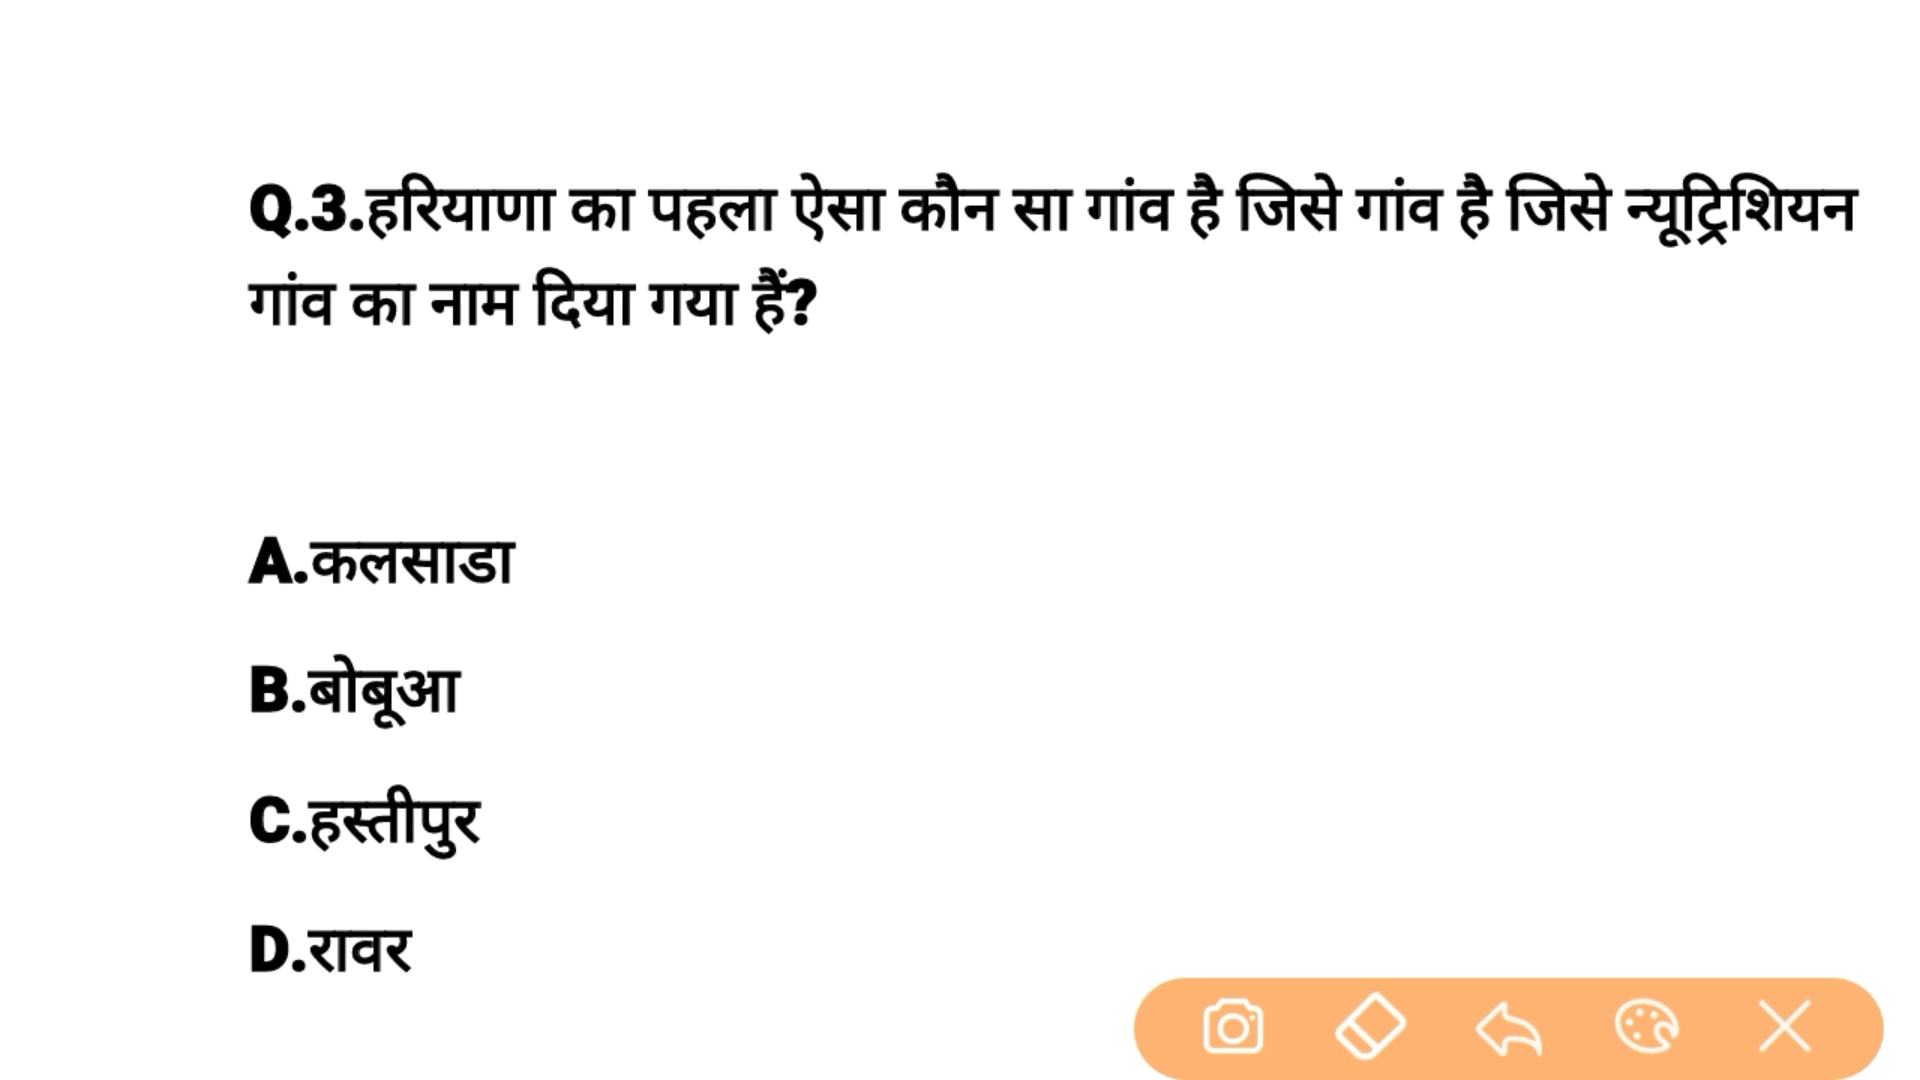 Q.3.हरियाणा का पहला ऐसा कौन सा गांव है जिसे गांव है जिसे न्यूट्रिशियन
गांव का नाम दिया गया हैं?
A.कलसाडा
B.बोबूआ
C.हस्तीपुर
D.रावर